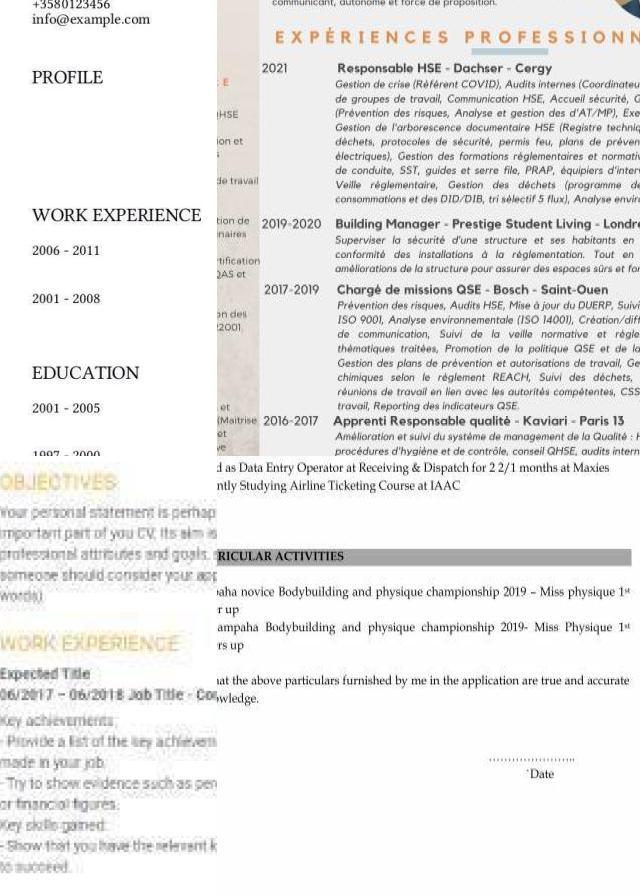 +3580123456
info@example.com
PROFILE
WORK EXPERIENCE
2006 - 2011
2001 - 2008
EDUCATION
2001 - 2005
1997 - 2000
communicant, autonome et force de proposition.
EXPÉRIENCES PROFESSIONN
2021 Responsable HSE - Dachser - Cergy
Gestion de crise (Référent COVID), Audits internes (Coordinateu
de groupes de travail, Communication HSE, Accueil sécurité, G
(Prévention des risques, Analyse et gestion des d'AT/MP), Exe
Gestion de l'arborescence documentaire HSE (Registre techniq
déchets, protocoles de sécurité, permis feu, plans de préven
électriques), Gestion des formations réglementaires et normativ
de conduite, SST, guides et serre file, PRAP, équipiers d'inter
Veille réglementaire, Gestion des déchets (programme de
consommations et des DID/DIB, tri sélectif 5 flux), Analyse envir
2019-2020 Building Manager - Prestige Student Living - Londre
Superviser la sécurité d'une structure et ses habitants en
conformité des installations à la réglementation. Tout en
améliorations de la structure pour assurer des espaces sûrs et for
2017-2019 Chargé de missions QSE - Bosch - Saint-Ouen
Prévention des risques, Audits HSE, Mise à jour du DUERP, Suivi
ISO 9001, Analyse environnementale (ISO 14001), Création/diff
de communication, Suivi de la veille normative et régle
thématiques traitées, Promotion de la politique QSE et de la
Gestion des plans de prévention et autorisations de travail, Ge
chimiques selon le règlement REACH, Suivi des déchets,
réunions de travail en lien avec les autorités compétentes, CSS
travail, Reporting des indicateurs QSE.
2016-2017 Apprenti Responsable qualité - Kaviari - Paris 13
Amélioration et suivi du système de management de la Qualité : H
procédures d'hygiène et de contrôle, conseil QHSE, audits intern
E
HSE
on et
de travail
tion de
naires
rtification
QAS et
on des
22001,
et
(Maitrise
et
ve
OBJECTIVES
Your personal statement is perhap
important part of you CV. Its aim is
professional attributes and goals.
someone should consider your app
words)
WORK EXPERIENCE
Expected Title
06/2017 – 06/2018 Job Title - Con
Key achievements:
- Provide a list of the key achievem
made in your job.
- Try to show evidence such as per
or financial figures.
Key skills gained:
- Show that you have the relevant k
to succeed.
d as Data Entry Operator at Receiving & Dispatch for 2 2/1 months at Maxies
ntly Studying Airline Ticketing Course at IAAC
RICULAR ACTIVITIES
aha novice Bodybuilding and physique championship 2019 – Miss physique 1st
r up
ampaha Bodybuilding and physique championship 2019- Miss Physique 1st
rs up
at the above particulars furnished by me in the application are true and accurate
wledge.
........................
`Date